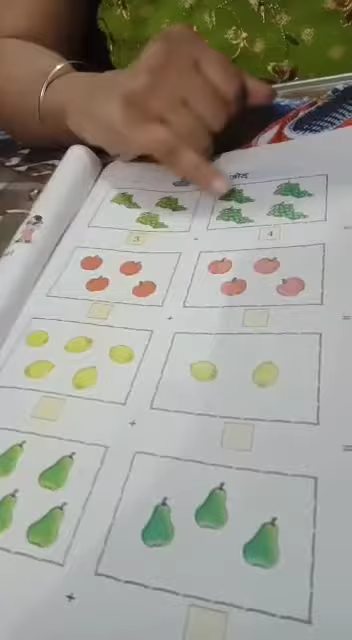 जोड़
3 + 4 =
+ =
+ =
+